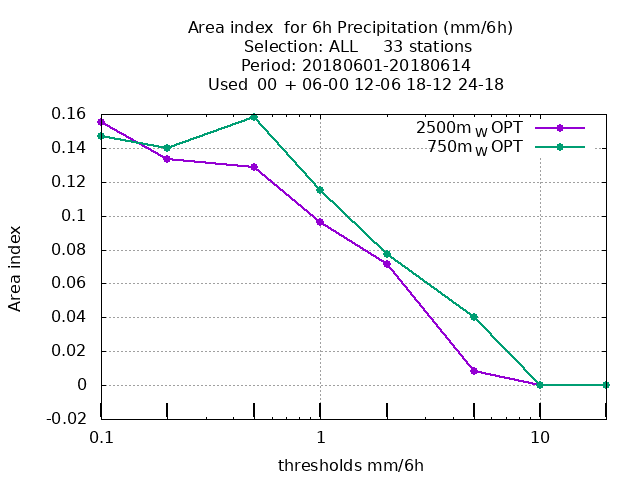 Area index  for 6h Precipitation (mm/6h)
Selection: ALL     33 stations
Period: 20180601-20180614
Used  00 + 06-00 12-06 18-12 24-18
2500m W OPT
750m W OPT
0.16
0.14
0.12
0.1
0.08
0.06
0.04
0.02
0
-0.02
Area index
0.1 1 10
thresholds mm/6h